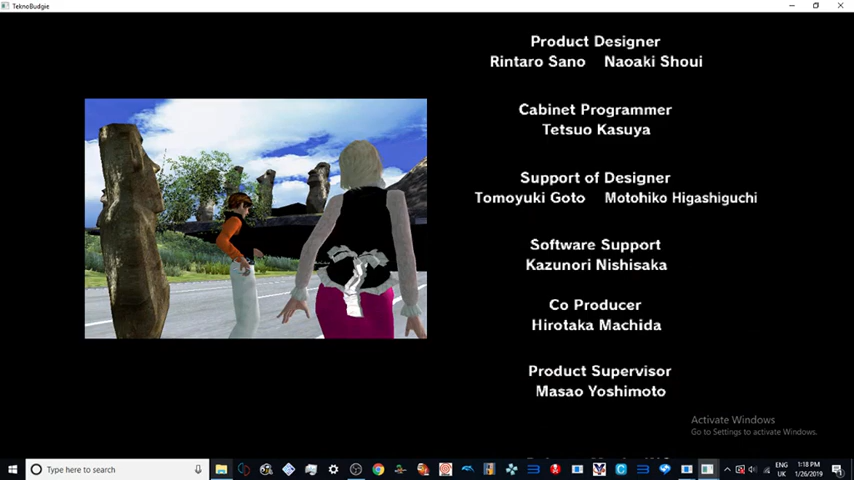 TeknoBudgie
Product Designer
Rintaro Sano Naoaki Shoui
Cabinet Programmer
Tetsuo Kasuya
Support of Designer
Tomoyuki Goto Motohiko Higashiguchi
Software Support
Kazunori Nishisaka
Co Producer
Hirotaka Machida
Product Supervisor
Masao Yoshimoto
Activate Windows
Go to Settings to activate Windows.
Type here to search
ENG
UK
1:18 PM
1/26/2019